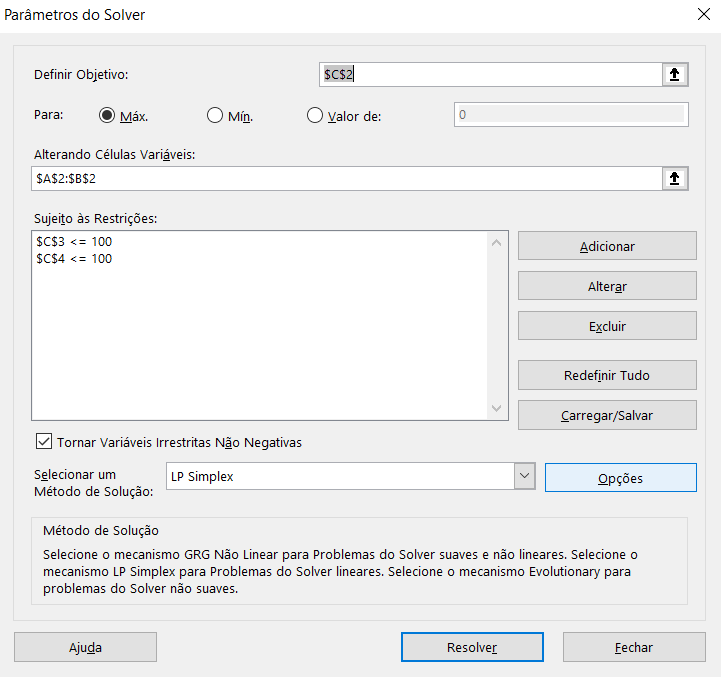 Parâmetros do Solver
Definir Objetivo:
$C$2
Para:
Máx.
Mín.
Valor de:
0
Alterando Células Variáveis:
$A$2:$B$2
Sujeito às Restrições:
$C$3 <= 100
$C$4 <= 100
Adicionar
Alterar
Excluir
Redefinir Tudo
Carregar/Salvar
Tornar Variáveis Irrestritas Não Negativas
Selecionar um
Método de Solução:
LP Simplex
Opções
Método de Solução
Selecione o mecanismo GRG Não Linear para Problemas do Solver suaves e não lineares. Selecione o
mecanismo LP Simplex para Problemas do Solver lineares. Selecione o mecanismo Evolutionary para
problemas do Solver não suaves.
Ajuda
Resolver
Fechar